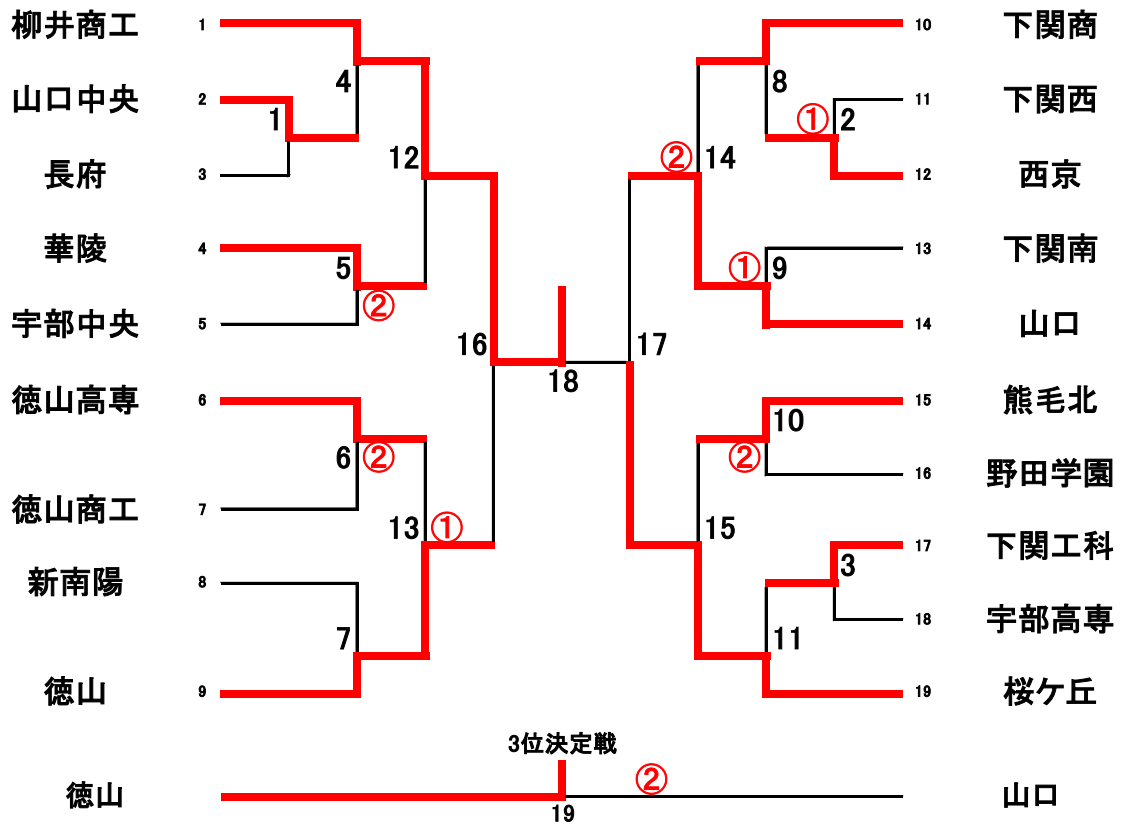 柳井商工 1
山口中央 2
長府 3
華陵 4
宇部中央 5
徳山高専 6
徳山商工 7
新南陽 8
徳山 9
1
4
5
②
6
②
7
12
13
①
16
18
17
②
14
15
8
①
2
①
9
10
②
3
11
10 下関商
11 下関西
12 西京
13 下関南
14 山口
15 熊毛北
16 野田学園
17 下関工科
18 宇部高専
19 桜ケ丘
3位決定戦
徳山
②
山口
19